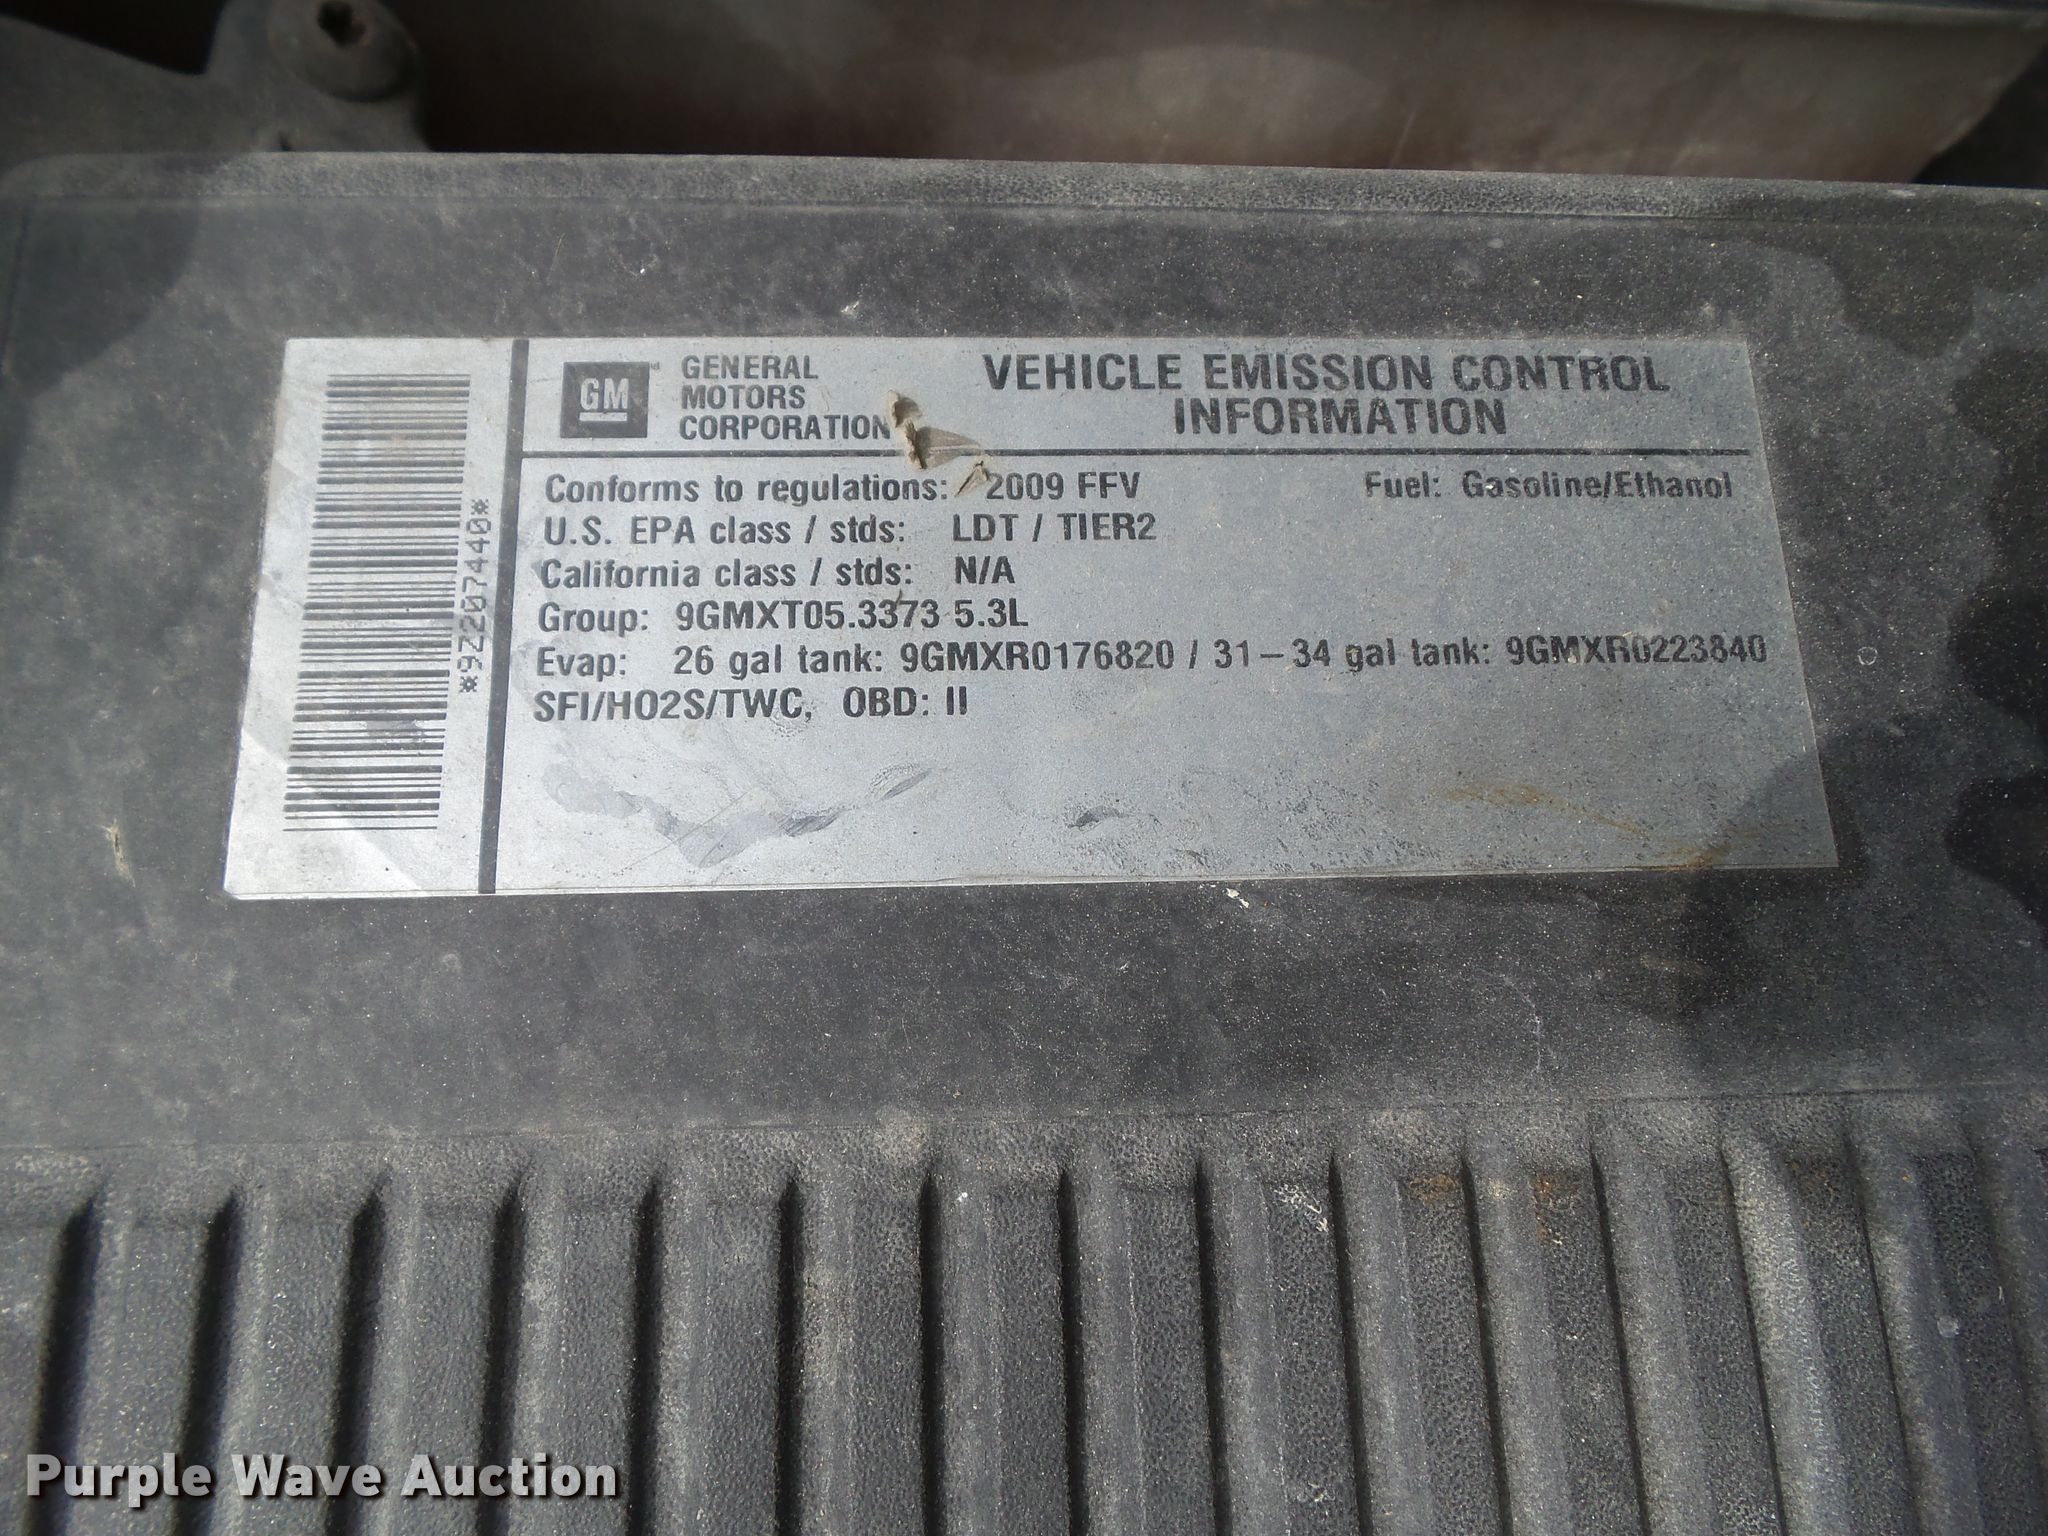 *9Z2207440*
GM
GENERAL
MOTORS
CORPORATION
VEHICLE EMISSION CONTROL
INFORMATION
Conforms to regulations: 2009 FFV Fuel: Gasoline/Ethanol
U.S. EPA class / stds: LDT / TIER2
California class / stds: N/A
Group: 9GMXT05.3373 5.3L
Evap: 26 gal tank: 9GMXR0176820 / 31-34 gal tank: 9GMXR0223840
SFI/HO2S/TWC, OBD: II
Purple Wave Auction